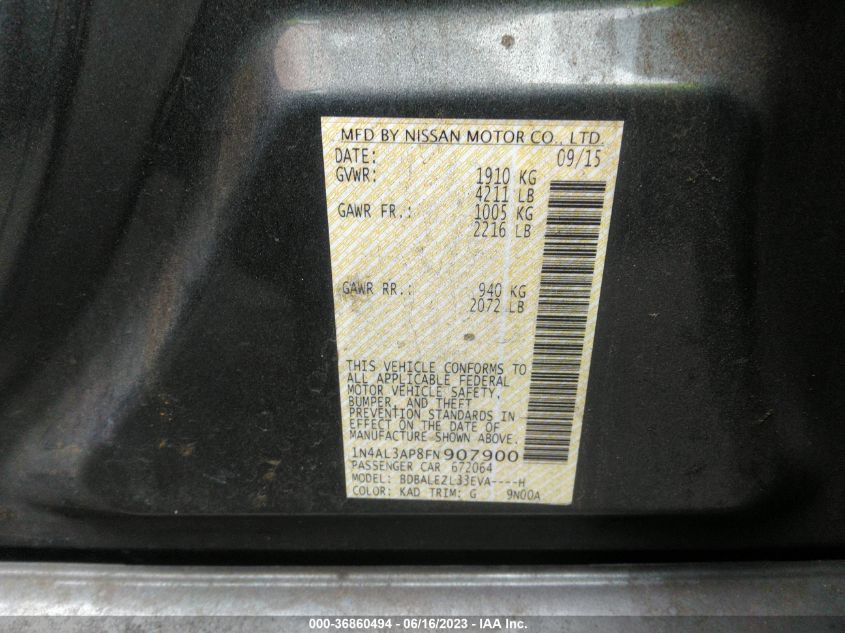 MFD BY NISSAN MOTOR CO., LTD.
DATE: 09/15
GVWR: 1910 KG
4211 LB
GAWR FR.: 1005 KG
2216 LB
GAWR RR.: 940 KG
2072 LB
THIS VEHICLE CONFORMS TO
ALL APPLICABLE FEDERAL
MOTOR VEHICLE SAFETY,
BUMPER, AND THEFT
PREVENTION STANDARDS IN
EFFECT ON THE DATE OF
MANUFACTURE SHOWN ABOVE.
1N4AL3AP8FN907900
PASSENGER CAR 672064
MODEL: BDBALEZL33EVA----H
COLOR: KAD TRIM: G 9N00A
000-36860494 - 06/16/2023 - IAA Inc.